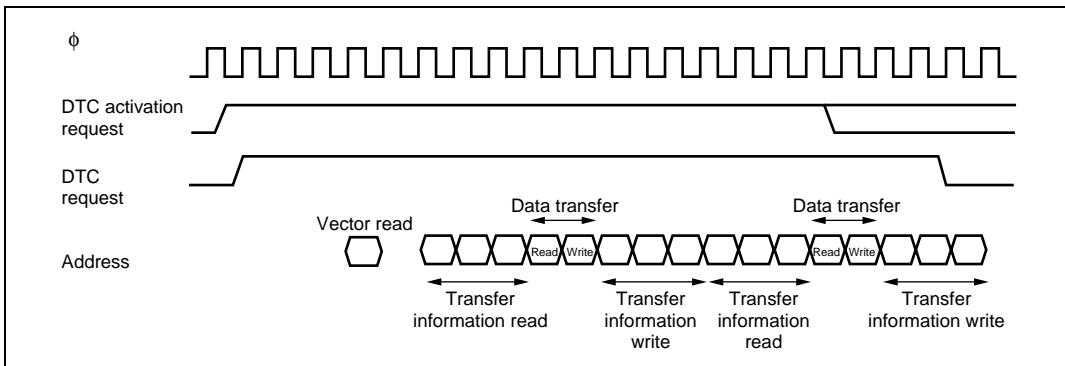 ϕ
DTC activation
request
DTC
request
Data transfer Data transfer
Vector read
Address
Read Write Read Write
Transfer
information read
Transfer
information
write
Transfer
information
read
Transfer
information write